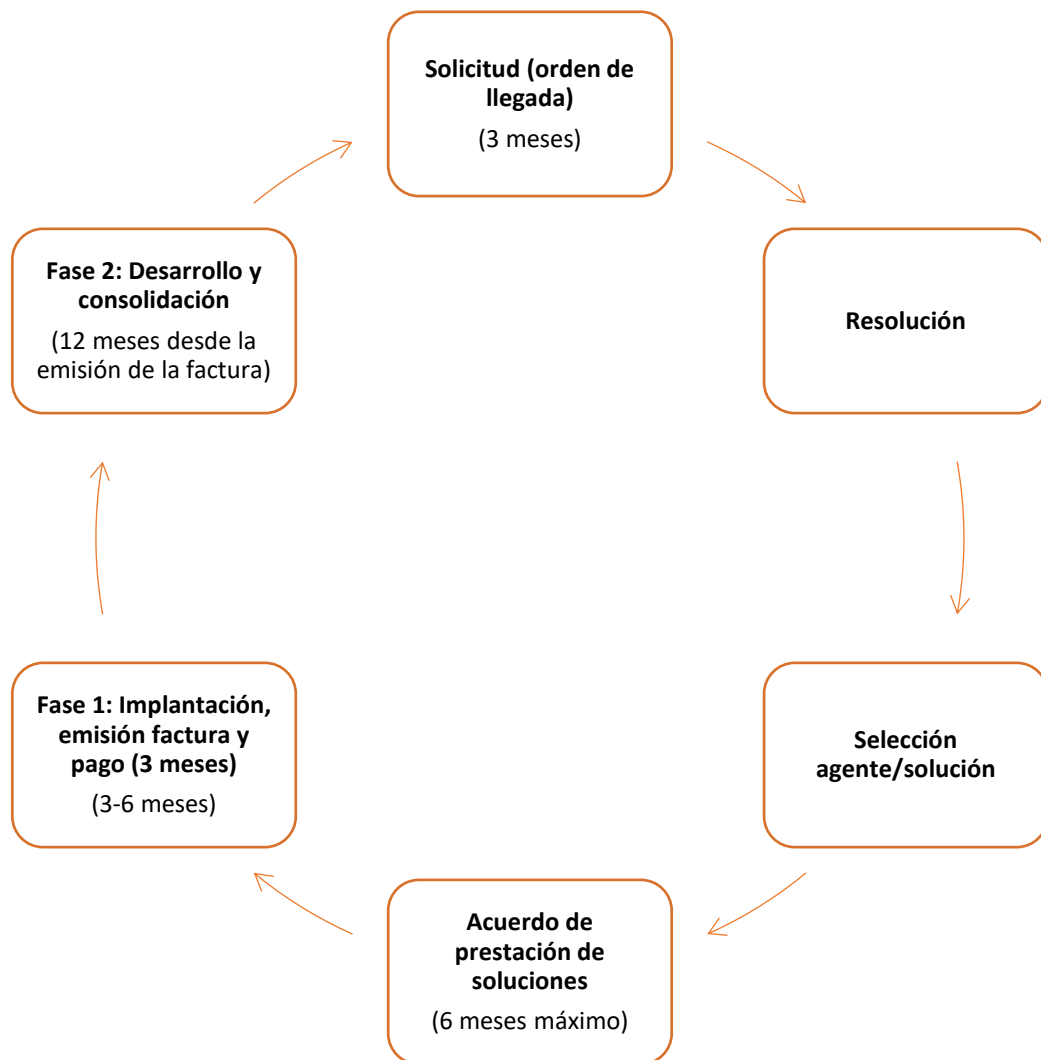 Solicitud (orden de
llegada)
(3 meses)
Resolución
Selección
agente/solución
Acuerdo de
prestación de
soluciones
(6 meses máximo)
Fase 1: Implantación,
emisión factura y
pago (3 meses)
(3-6 meses)
Fase 2: Desarrollo y
consolidación
(12 meses desde la
emisión de la factura)